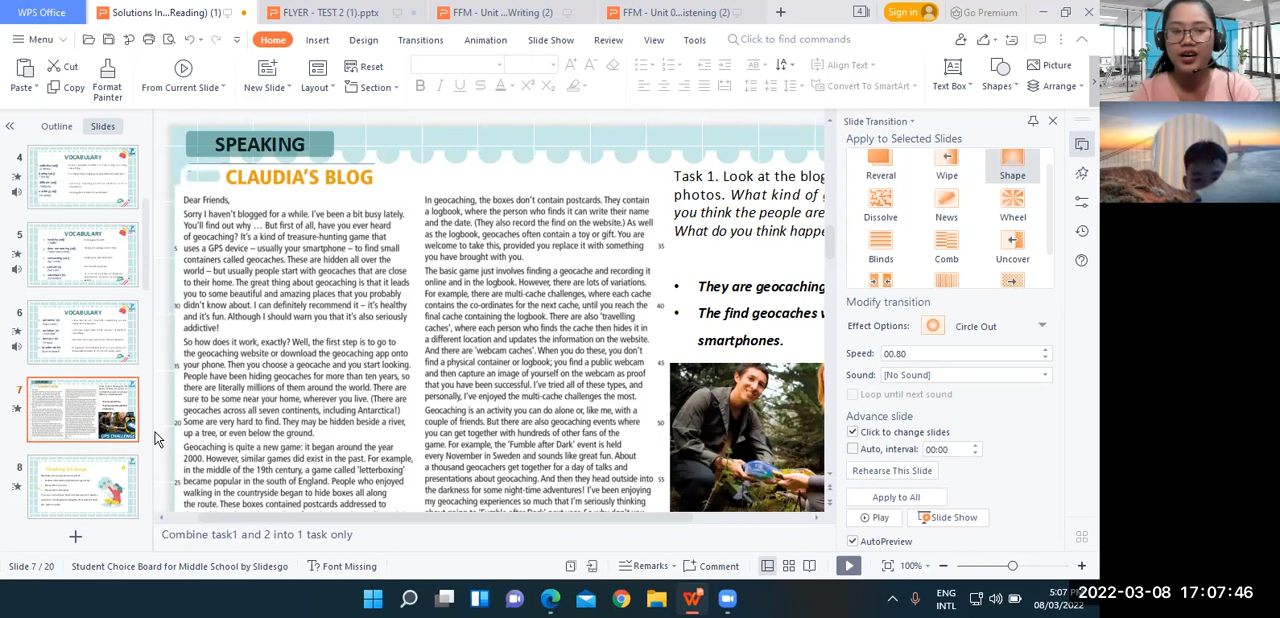 WPS Office
Solutions In...Reading) (1)
FLYER - TEST 2 (1).pptx
FFM - Unit ...Writing (2)
FFM - Unit 0...istening (2)
Sign in
Go Premium
Menu
Home
Insert
Design
Transitions
Animation
Slide Show
Review
View
Tools
Click to find commands
Paste
Cut
Copy
Format
Painter
From Current Slide
New Slide
Layout
Reset
Section
Align Text
Convert To SmartArt
Text Box
Shapes
Picture
Arrange
Outline
Slides
4
VOCABULARY
5
VOCABULARY
6
VOCABULARY
7
GPS CHALLENGE
8
SPEAKING
CLAUDIA'S BLOG
Dear Friends,
Sorry I haven't blogged for a while. I've been a bit busy lately.
You'll find out why ... But first of all, have you ever heard
of geocaching? It's a kind of treasure-hunting game that
uses a GPS device – usually your smartphone – to find small
containers called geocaches. These are hidden all over the
world – but usually people start with geocaches that are close
to their home. The great thing about geocaching is that it leads
you to some beautiful and amazing places that you probably
didn't know about. I can definitely recommend it – it's healthy
and it's fun. Although I should warn you that it's also seriously
addictive!
So how does it work, exactly? Well, the first step is to go to
the geocaching website or download the geocaching app onto
your phone. Then you choose a geocache and you start looking.
People have been hiding geocaches for more than ten years, so
there are literally millions of them around the world. There are
probably some near your home, wherever you live. (There are
geocaches across all seven continents, including Antarctica!)
Some are very hard to find. They may be hidden beside a river,
up a tree, or even below the ground.
Geocaching is quite a new game: it began around the year
2000. However, similar games did exist in the past. For example,
in the middle of the 19th century, a game called 'letterboxing'
became popular in the south of England. People who enjoyed
walking in the countryside began to hide boxes all along
the route. These boxes contained postcards addressed to
In geocaching, the boxes don't contain postcards. They contain
a logbook, where the person who finds it can write their name
and the date. (They also record the find on the website.) As well
as the logbook, geocaches often contain a toy or gift. You are
welcome to take it, provided you replace it with something
you have brought with you.
The basic game involves finding a geocache and recording it
online and in the logbook. However, there are lots of variations.
For example, there are multi-cache challenges, where each cache
contains the co-ordinates for the next cache, until you reach the
final cache containing the logbook. There are also 'travelling
caches', where each person who finds the cache then hides it in
a different location and updates the information on the website.
And there are 'webcam caches'. When you do these, you don't
find a physical container and logbook; you find a public webcam
and then capture an image of yourself on the webcam as proof
that you have been successful. I've tried all of these types, and
personally, I've enjoyed the multi-cache challenges the most.
Geocaching is something you can do alone or, like me, with a
couple of friends. But there are also geocaching events where
you can get together with hundreds of other fans of the
game. For example, the 'Fumble after Dark' event is held
every November in Sweden and sounds like great fun. About
a thousand geocachers get together for a day of talks and
presentations about geocaching. And then they head outside into
the darkness for some night-time adventures! I've been enjoying
my geocaching experiences so much that I'm seriously thinking
Task 1. Look at the blog
photos. What kind of g
you think the people are
What do you think happe
• They are geocaching
• The find geocaches w
smartphones.
Combine task1 and 2 into 1 task only
Slide Transition
Apply to Selected Slides
Reveral
Wipe
Shape
Dissolve
News
Wheel
Blinds
Comb
Uncover
Modify transition
Effect Options:
Circle Out
Speed:
00.80
Sound:
[No Sound]
Loop until next sound
Advance slide
Click to change slides
Auto, interval:
00:00
Rehearse This Slide
Apply to All
Play
Slide Show
AutoPreview
Slide 7 / 20
Student Choice Board for Middle School by Slidesgo
Font Missing
Remarks
Comment
100%
ENG
INTL
5:07
08/03/2022
2022-03-08 17:07:46